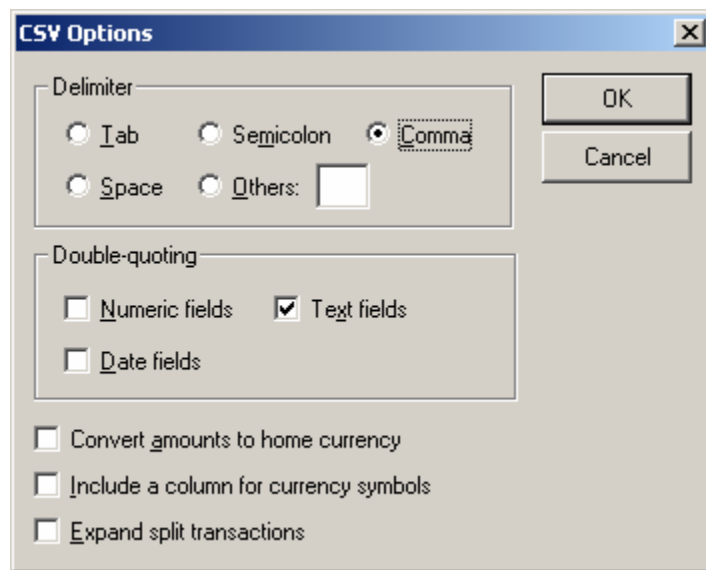 CSV Options
Delimiter
Tab Semicolon Comma
Space Others:
OK
Cancel
Double-quoting
Numeric fields Text fields
Date fields
Convert amounts to home currency
Include a column for currency symbols
Expand split transactions